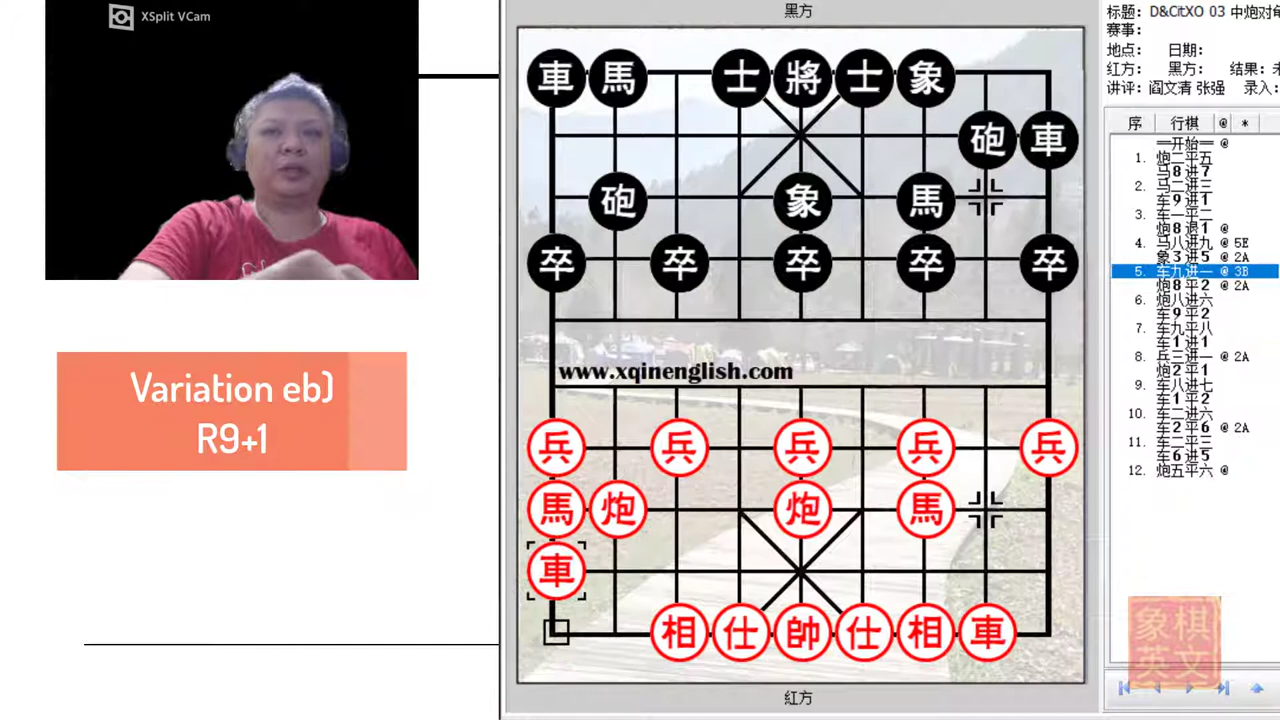 XSplit VCam
Variation eb)
R9+1
黑方
車 馬 士 將 士 象
砲 車
砲 象 馬
卒 卒 卒 卒 卒
www.xqinenglish.com
兵 兵 兵 兵 兵
馬 炮 炮 馬
車
相 仕 帥 仕 相 車
红方
标题: D&CitXO 03 中炮对
赛事:
地点: 日期:
红方: 黑方: 结果:
讲评: 阎文清 张强 录入:
序 行棋 @ *
==开始== @
1. 炮二平五
马8进7
2. 马二进三
车9进1
3. 车一平二
炮8退1 @
4. 马八进九 @ 5E
象3进5 @ 2A
5. 车九进一 @ 3B
炮8平2 @ 2A
6. 炮八进六
车9平2
7. 车九平八
车1进1
8. 兵三进一 @ 2A
炮2平1
9. 车八进七
车1平2
10. 车二进六
车2平6 @ 2A
11. 车二平三
车6进5
12. 炮五平六 @
象棋
英文